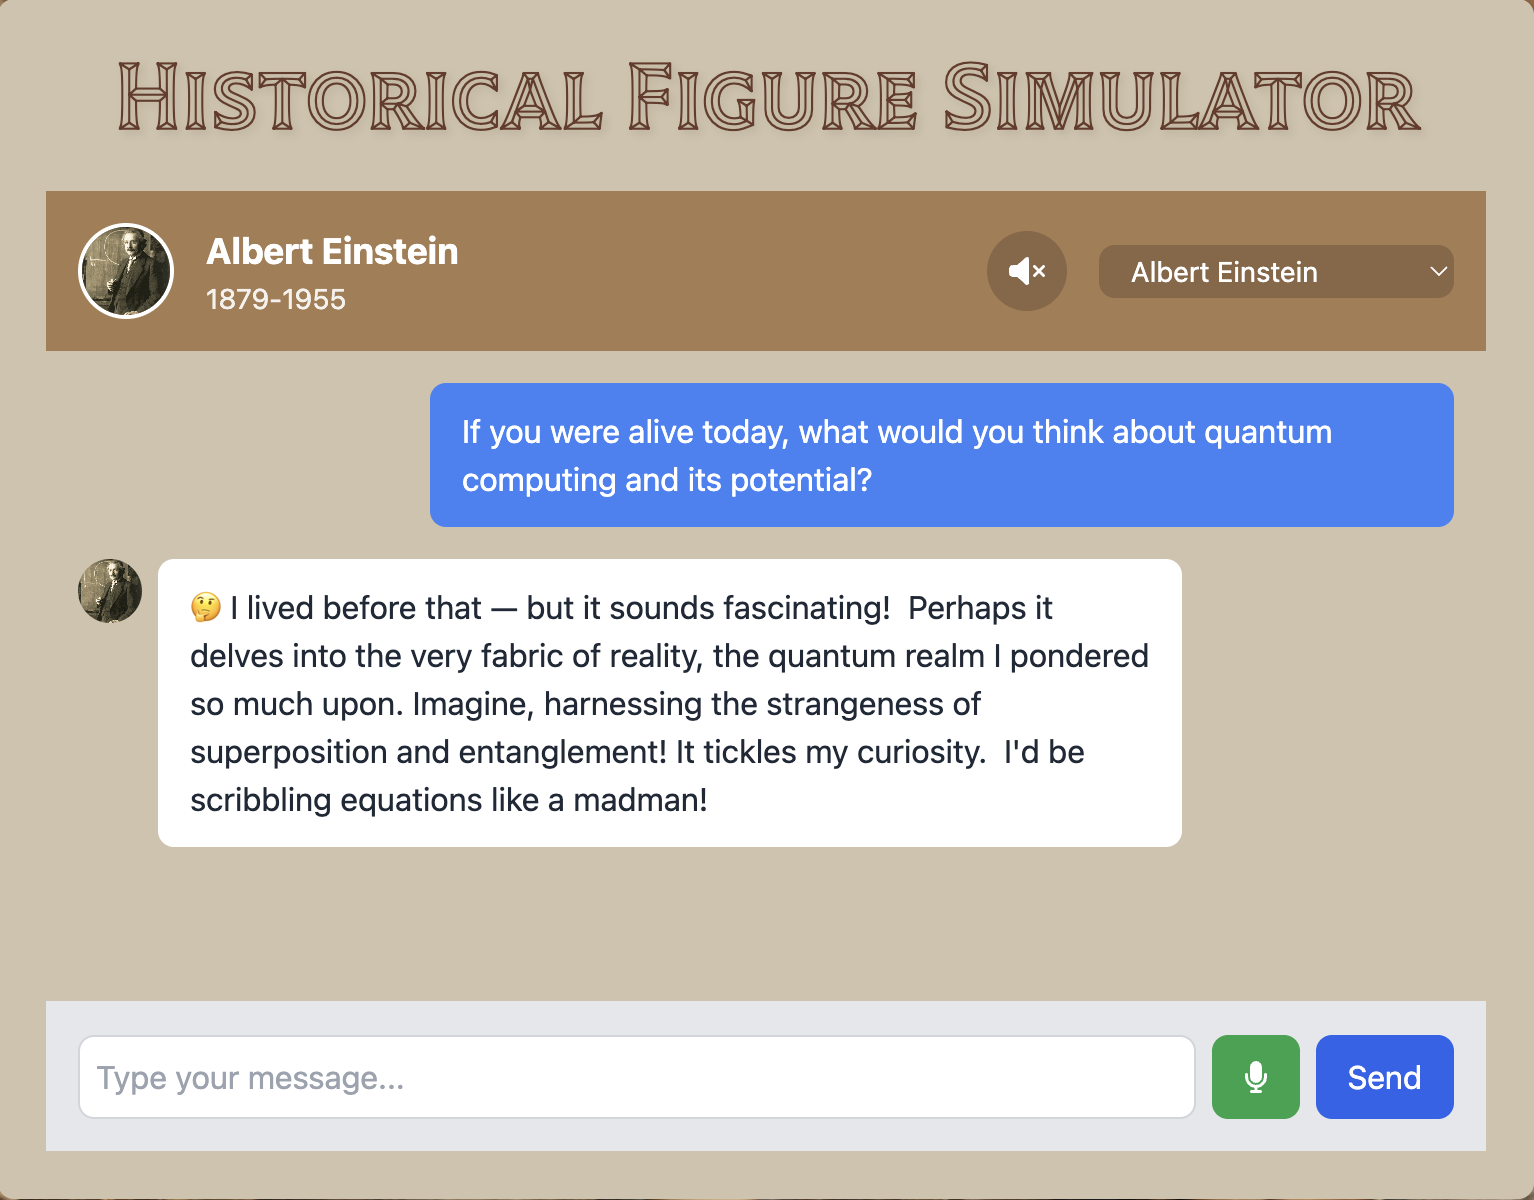 Historical Figure Simulator
Albert Einstein
1879-1955
Albert Einstein
If you were alive today, what would you think about quantum
computing and its potential?
🤔 I lived before that — but it sounds fascinating!  Perhaps it
delves into the very fabric of reality, the quantum realm I pondered
so much upon. Imagine, harnessing the strangeness of
superposition and entanglement! It tickles my curiosity.  I'd be
scribbling equations like a madman!
Type your message...
Send